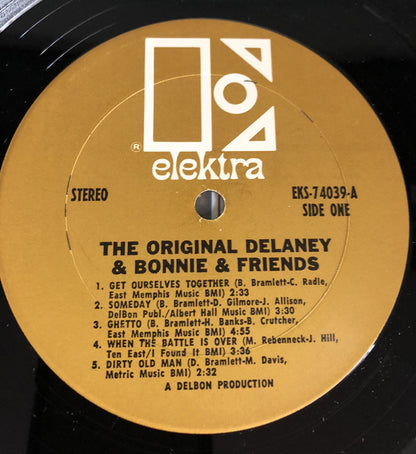 ® elektra
STEREO
EKS-74039-A
SIDE ONE
THE ORIGINAL DELANEY
& BONNIE & FRIENDS
1. GET OURSELVES TOGETHER (B. Bramlett-C. Radle,
East Memphis Music BMI) 2:33
2. SOMEDAY (B. Bramlett-D. Gilmore-J. Allison,
DelBon Publ./Albert Hall Music BMI) 3:30
3. GHETTO (B. Bramlett-H. Banks-B. Crutcher,
East Memphis Music BMI) 4:55
4. WHEN THE BATTLE IS OVER (M. Rebenneck-J. Hill,
Ten East/I Found It BMI) 3:36
5. DIRTY OLD MAN (D. Bramlett-M. Davis,
Metric Music BMI) 2:32
A DELBON PRODUCTION